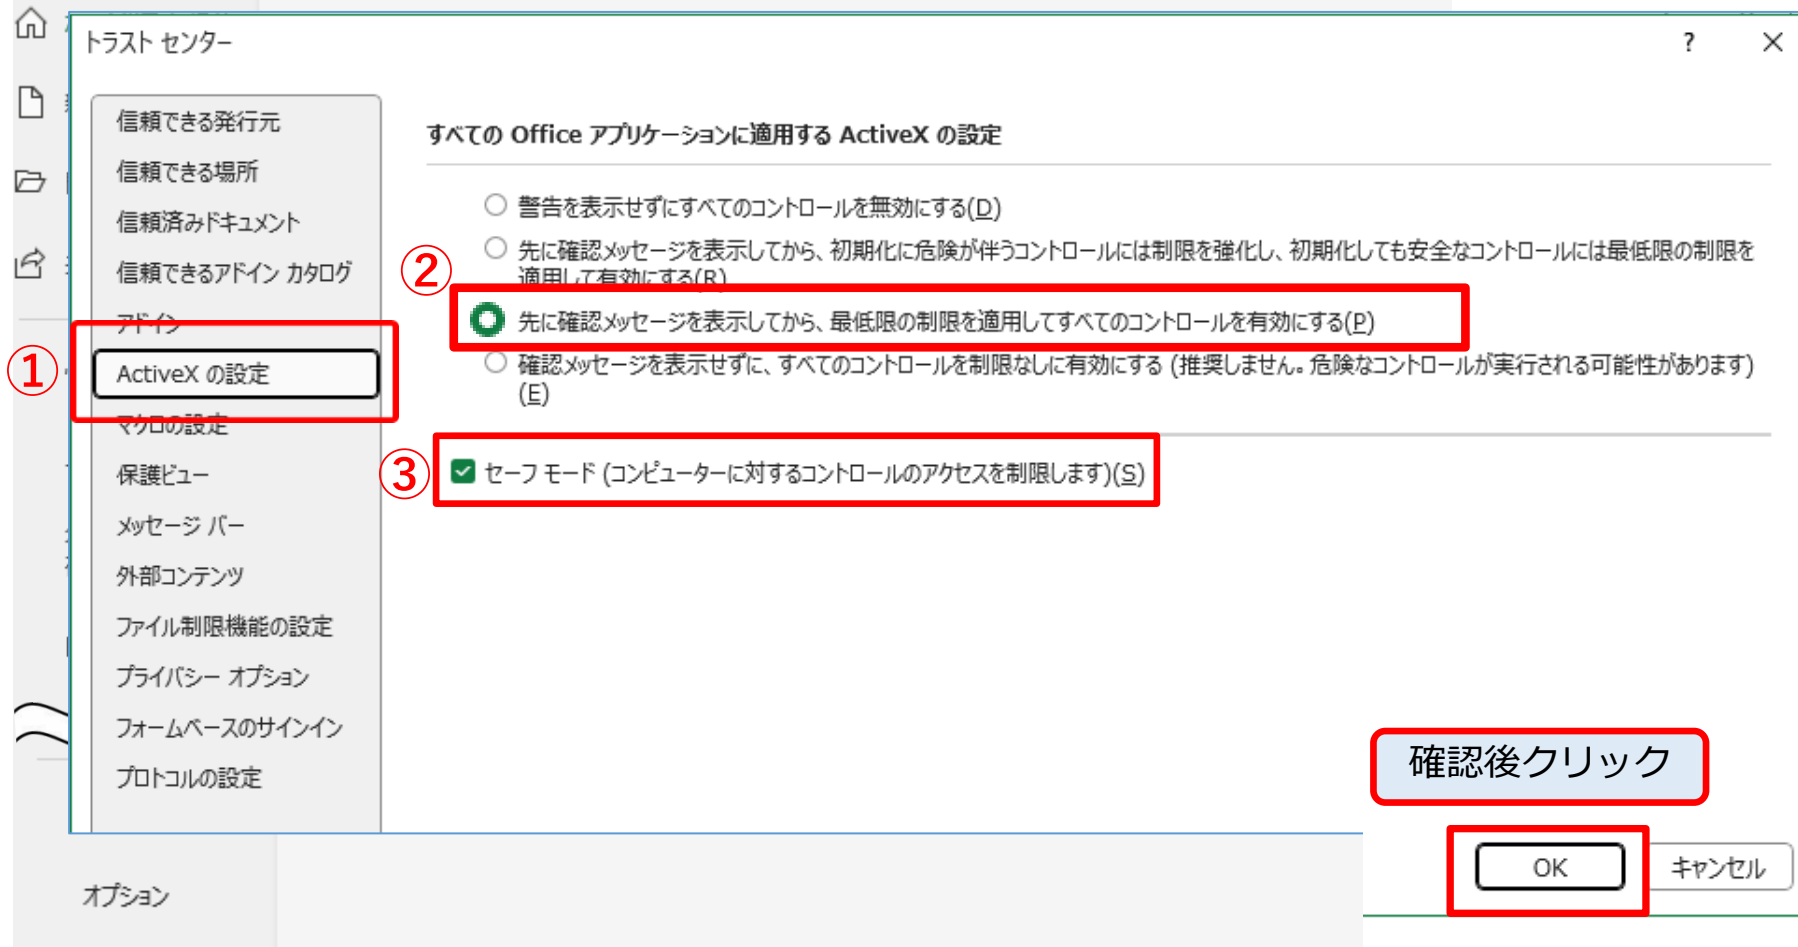 トラスト センター
?
信頼できる発行元
信頼できる場所
信頼済みドキュメント
信頼できるアドイン カタログ
アドイン
①
ActiveX の設定
マクロの設定
保護ビュー
メッセージ バー
外部コンテンツ
ファイル制限機能の設定
プライバシー オプション
フォームベースのサインイン
プロトコルの設定
オプション
すべての Office アプリケーションに適用する ActiveX の設定
警告を表示せずにすべてのコントロールを無効にする(D)
先に確認メッセージを表示してから、初期化に危険が伴うコントロールには制限を強化し、初期化しても安全なコントロールには最低限の制限を
適用して有効にする(R)
②
先に確認メッセージを表示してから、最低限の制限を適用してすべてのコントロールを有効にする(P)
確認メッセージを表示せずに、すべてのコントロールを制限なしに有効にする (推奨しません。危険なコントロールが実行される可能性があります)
(E)
③
セーフ モード (コンピューターに対するコントロールのアクセスを制限します)(S)
確認後クリック
OK
キャンセル